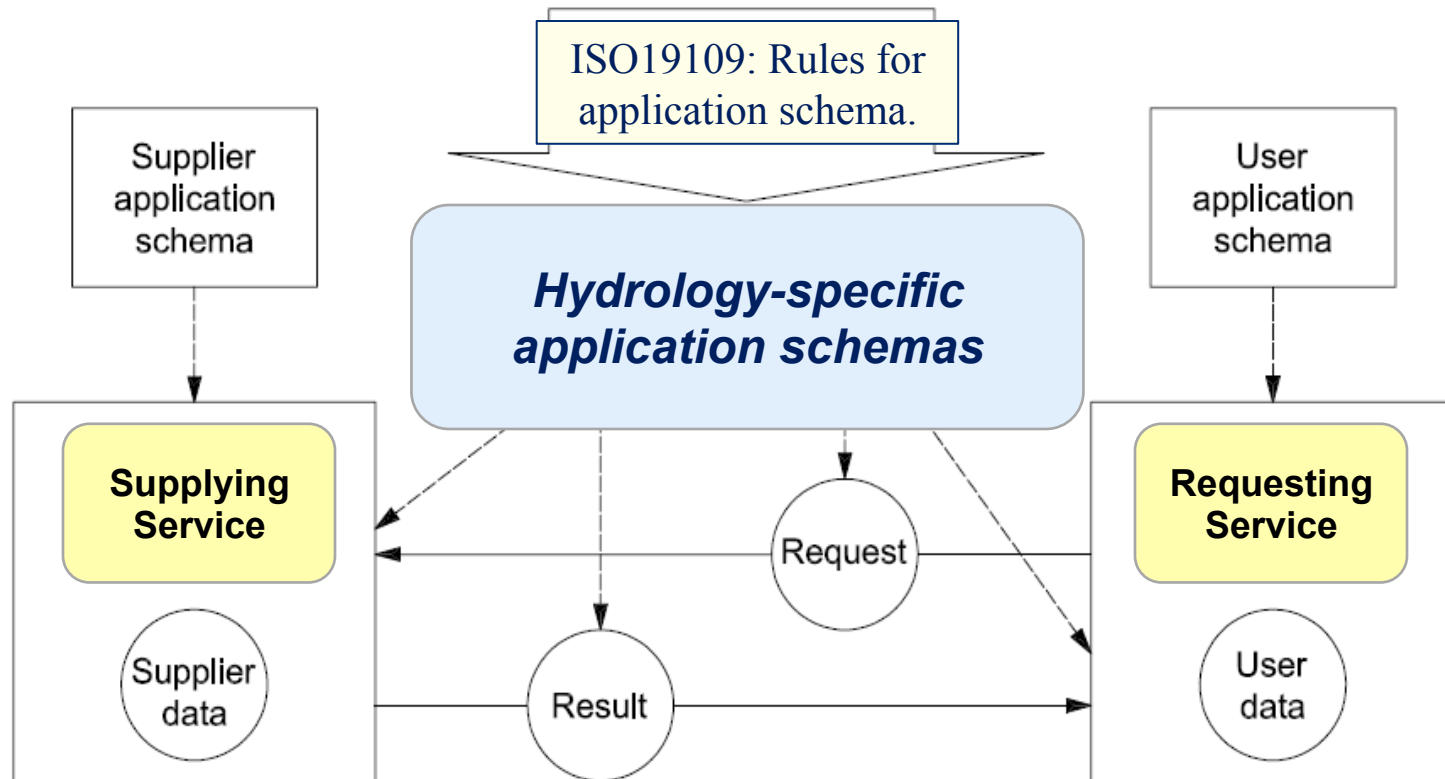 ISO19109: Rules for
application schema.
Supplier
application
schema
User
application
schema
Hydrology-specific
application schemas
Supplying
Service
Requesting
Service
Request
Supplier
data
Result
User
data